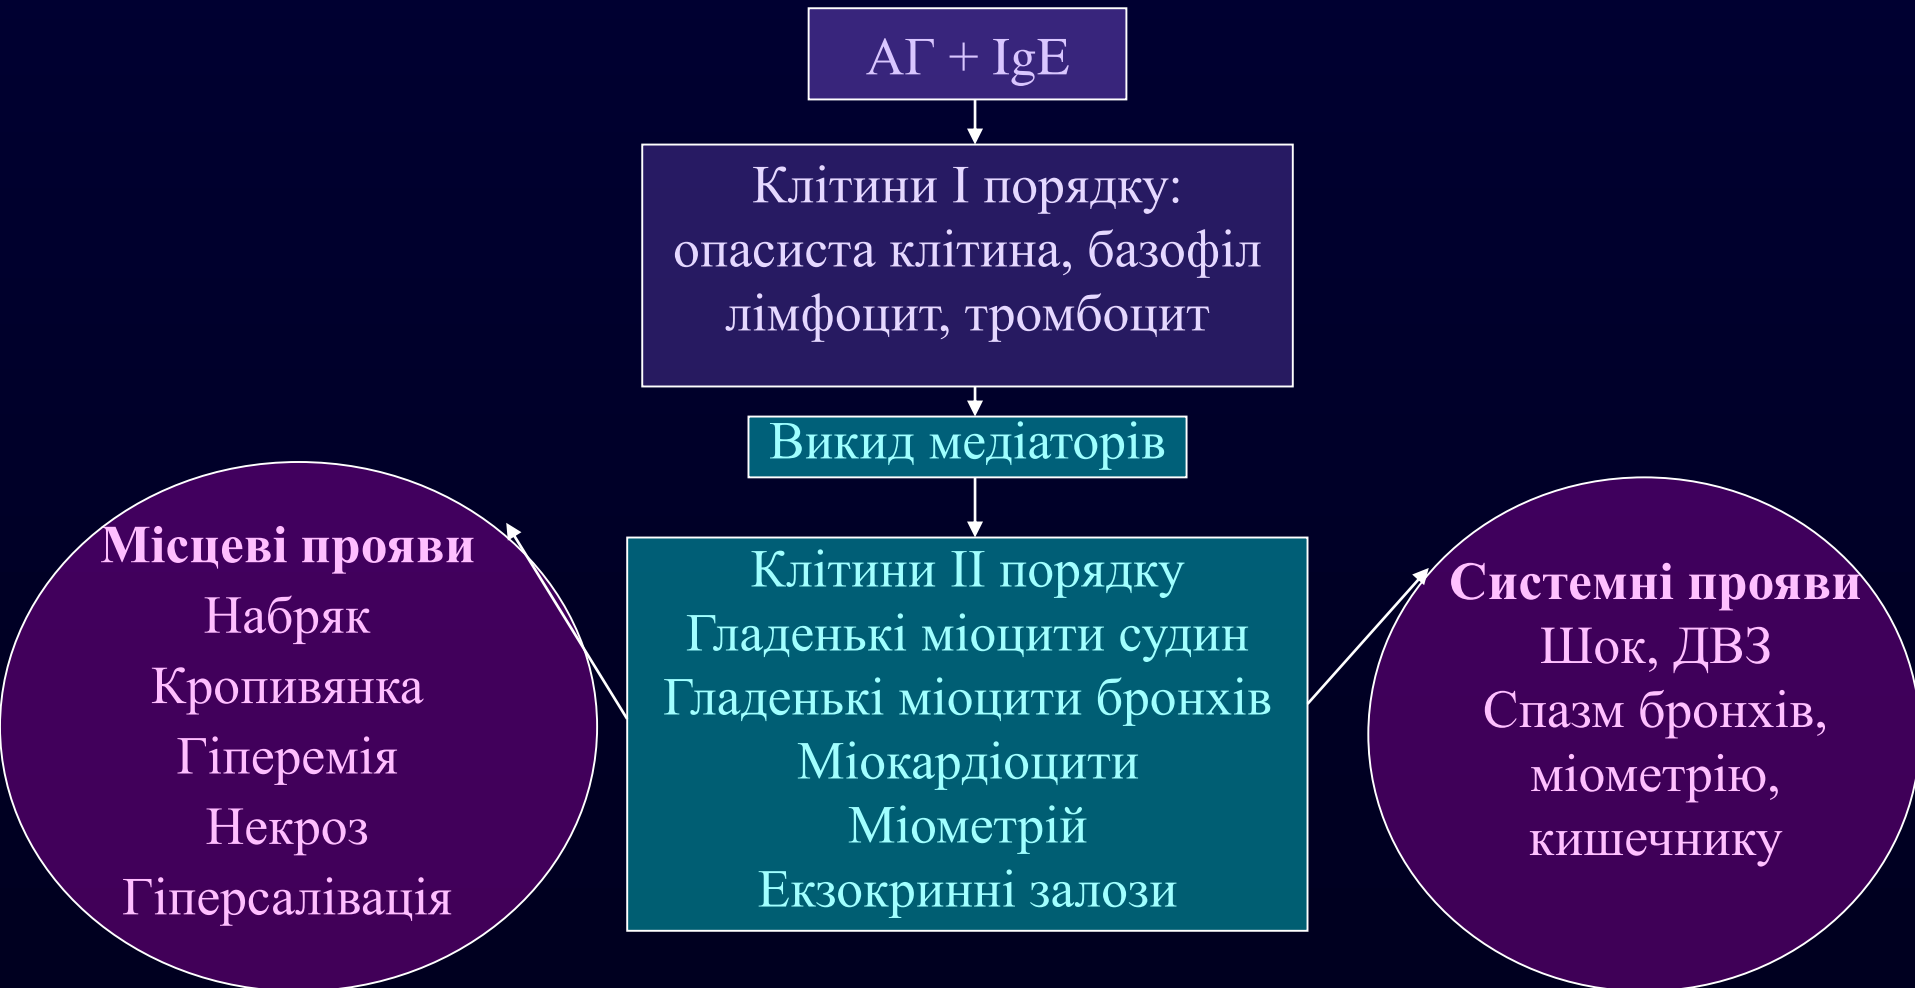 АГ + IgE
Клітини І порядку:
опасиста клітина, базофіл
лімфоцит, тромбоцит
Викид медіаторів
Місцеві прояви
Набряк
Кропивянка
Гіперемія
Некроз
Гіперсалівація
Клітини ІІ порядку
Гладенькі міоцити судин
Гладенькі міоцити бронхів
Міокардіоцити
Міометрій
Екзокринні залози
Системні прояви
Шок, ДВЗ
Спазм бронхів,
міометрію,
кишечнику